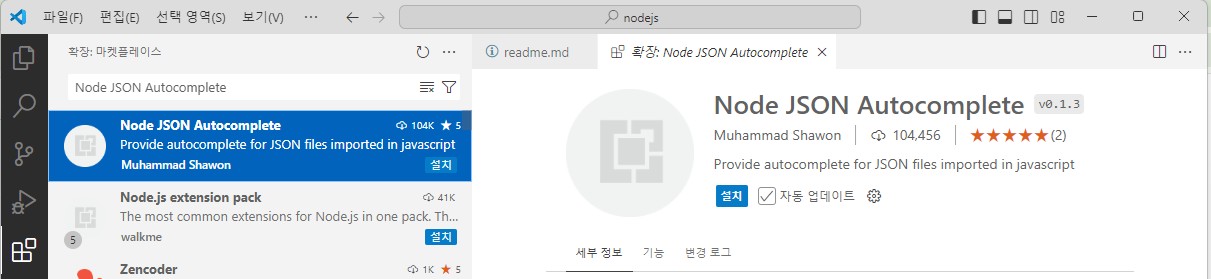 파일(F) 편집(E) 선택 영역(S) 보기(V) ··· nodejs
확장: 마켓플레이스 ···
Node JSON Autocomplete
Node JSON Autocomplete 104K ★ 5
Provide autocomplete for JSON files imported in javascript
Muhammad Shawon 설치
Node.js extension pack 41K
The most common extensions for Node.js in one pack. Th...
5 walkme 설치
Zencoder 1K ★ 5
readme.md 확장: Node JSON Autocomplete ···
Node JSON Autocomplete v0.1.3
Muhammad Shawon 104,456 ★★★★★(2)
Provide autocomplete for JSON files imported in javascript
설치 자동 업데이트
세부 정보 기능 변경 로그